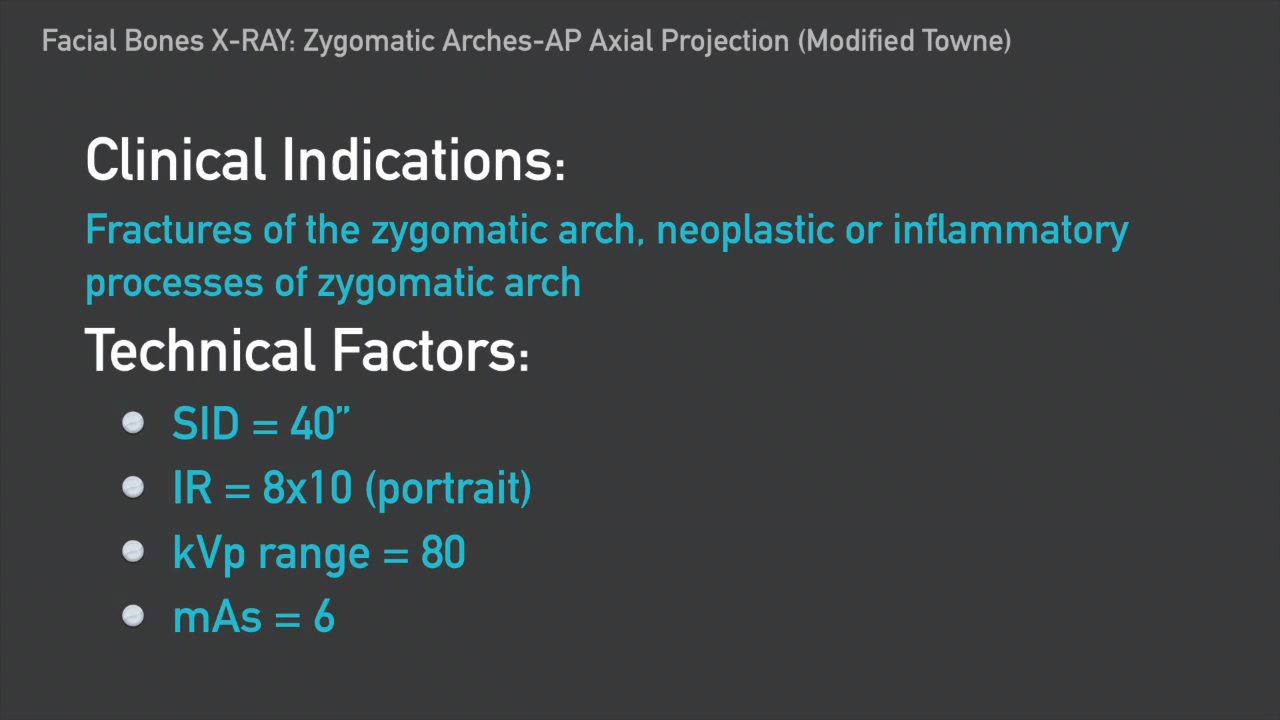 Facial Bones X-RAY: Zygomatic Arches-AP Axial Projection (Modified Towne)
Clinical Indications:
Fractures of the zygomatic arch, neoplastic or inflammatory
processes of zygomatic arch
Technical Factors:
SID = 40”
IR = 8x10 (portrait)
kVp range = 80
mAs = 6